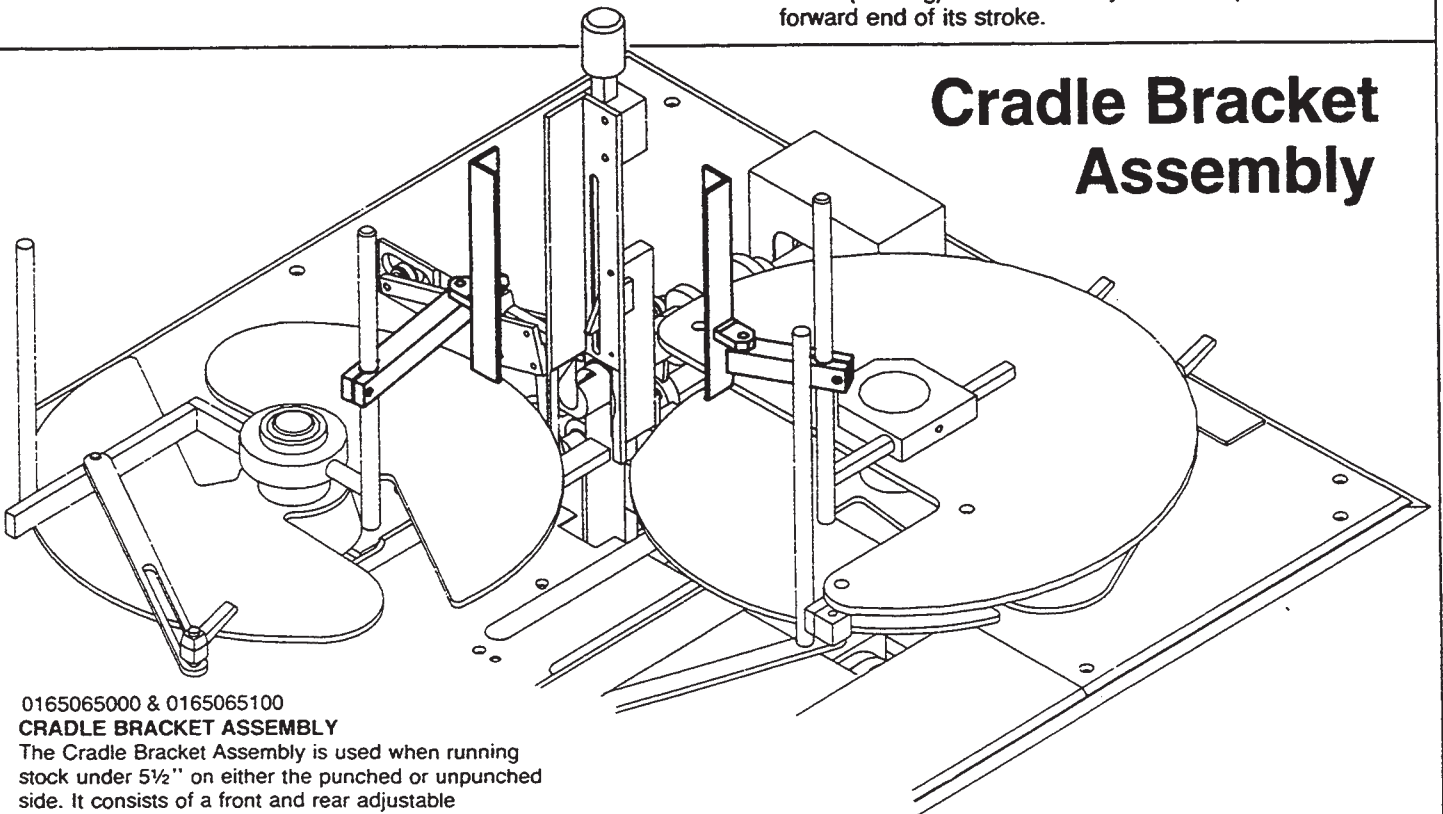 forward end of its stroke.
Cradle Bracket
Assembly
0165065000 & 0165065100
CRADLE BRACKET ASSEMBLY
The Cradle Bracket Assembly is used when running
stock under 5½" on either the punched or unpunched
side. It consists of a front and rear adjustable